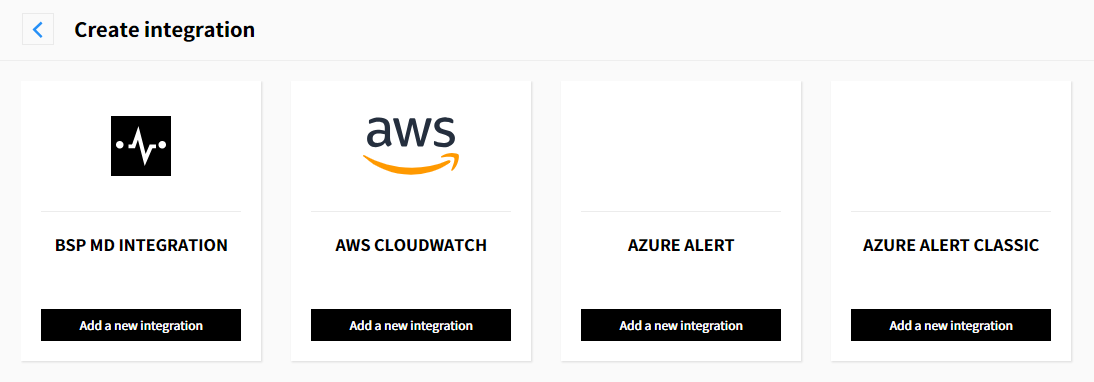 Create integration
aws
BSP MD INTEGRATION
AWS CLOUDWATCH
AZURE ALERT
AZURE ALERT CLASSIC
Add a new integration
Add a new integration
Add a new integration
Add a new integration